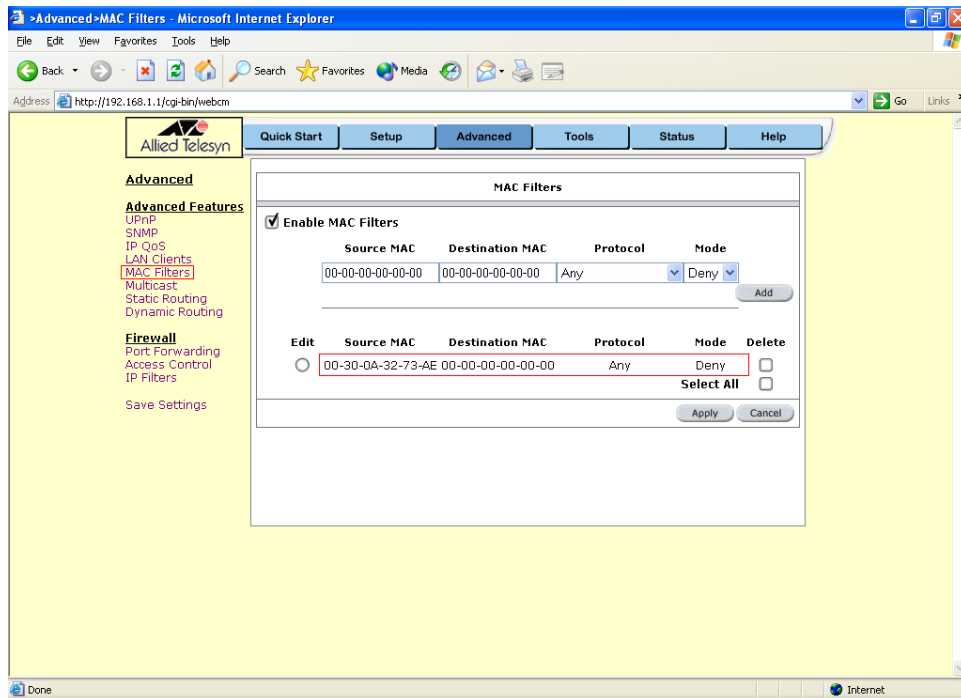 >Advanced>MAC Filters - Microsoft Internet Explorer
File Edit View Favorites Tools Help
Back Search Favorites Media
Address http://192.168.1.1/cgi-bin/webcm Go Links
Allied Telesyn
Quick Start Setup Advanced Tools Status Help
Advanced
Advanced Features
UPnP
SNMP
IP QoS
LAN Clients
MAC Filters
Multicast
Static Routing
Dynamic Routing
Firewall
Port Forwarding
Access Control
IP Filters
Save Settings
MAC Filters
Enable MAC Filters
Source MAC Destination MAC Protocol Mode
00-00-00-00-00-00 00-00-00-00-00-00 Any Deny
Add
Edit Source MAC Destination MAC Protocol Mode Delete
00-30-0A-32-73-AE 00-00-00-00-00-00 Any Deny
Select All
Apply Cancel
Done Internet